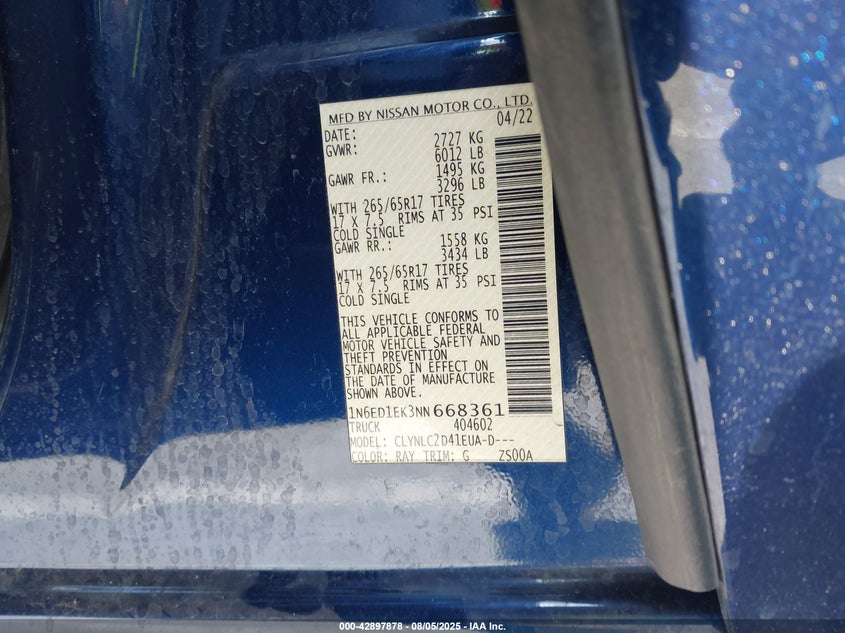 MFD BY NISSAN MOTOR CO., LTD.
DATE: 04/22
GVWR: 2727 KG
6012 LB
GAWR FR.: 1495 KG
3296 LB
WITH 265/65R17 TIRES
17 X 7.5 RIMS AT 35 PSI
COLD SINGLE
GAWR RR.: 1558 KG
3434 LB
WITH 265/65R17 TIRES
17 X 7.5 RIMS AT 35 PSI
COLD SINGLE
THIS VEHICLE CONFORMS TO
ALL APPLICABLE FEDERAL
MOTOR VEHICLE SAFETY AND
THEFT PREVENTION
STANDARDS IN EFFECT ON
THE DATE OF MANUFACTURE
SHOWN ABOVE.
1N6ED1EK3NN668361
TRUCK 404602
MODEL: CLYNLC2D41EUA-D---
COLOR: RAY TRIM: G ZS00A
000-42897878 - 08/05/2025 - IAA Inc.